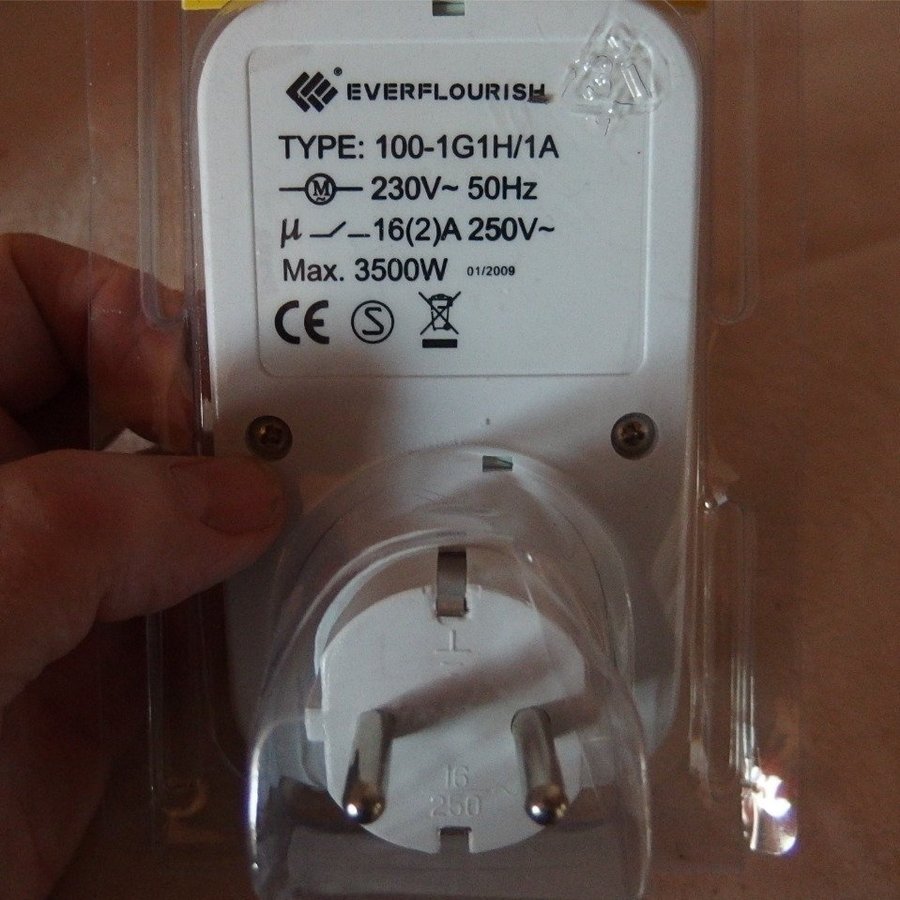 EVERFLOURISH
TYPE: 100-1G1H/1A
M 230V~ 50Hz
µ 16(2)A 250V~
Max. 3500W 01/2009
CE S
16
250